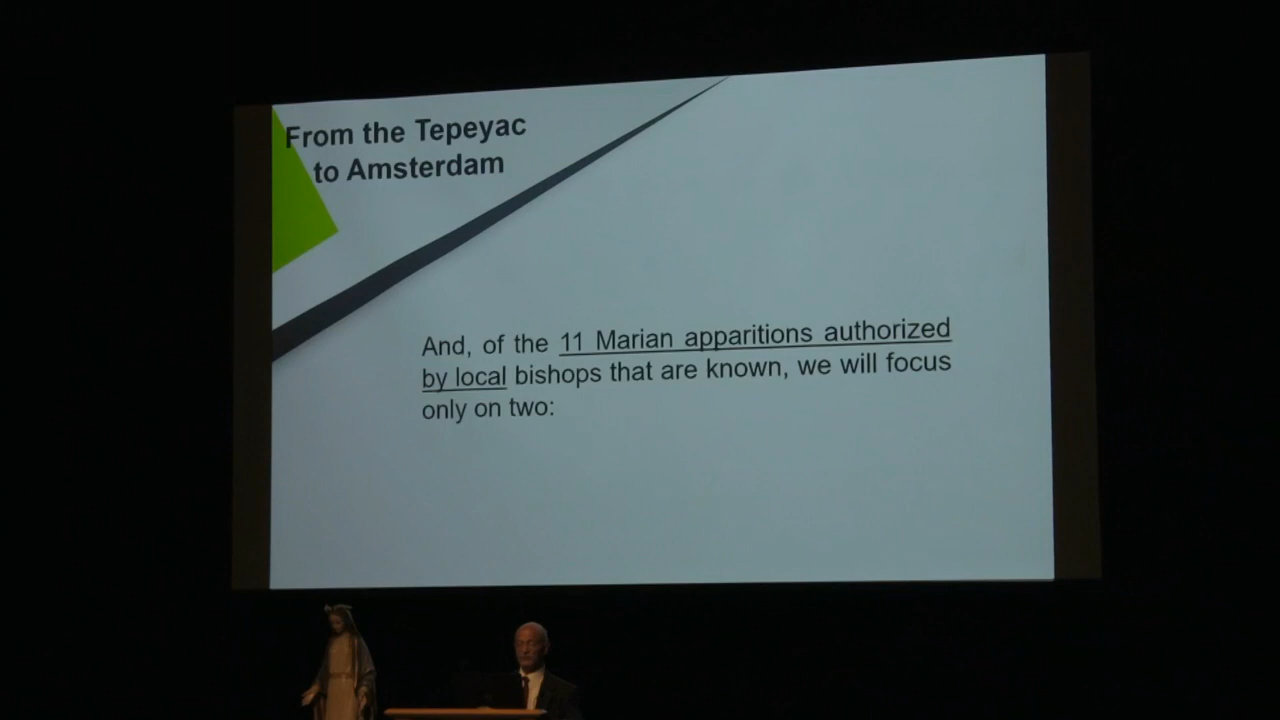 From the Tepeyac
to Amsterdam
And, of the 11 Marian apparitions authorized
by local bishops that are known, we will focus
only on two: